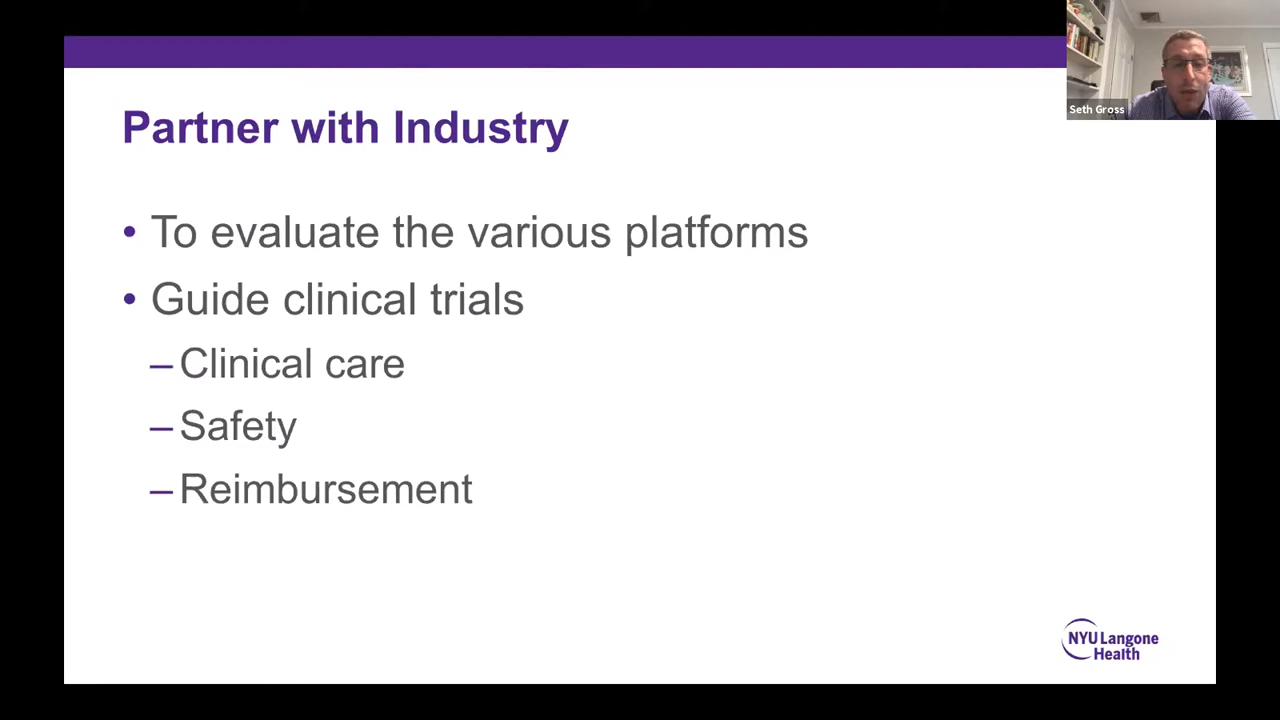 Seth Gross
Partner with Industry
• To evaluate the various platforms
• Guide clinical trials
– Clinical care
– Safety
– Reimbursement
NYU Langone
Health